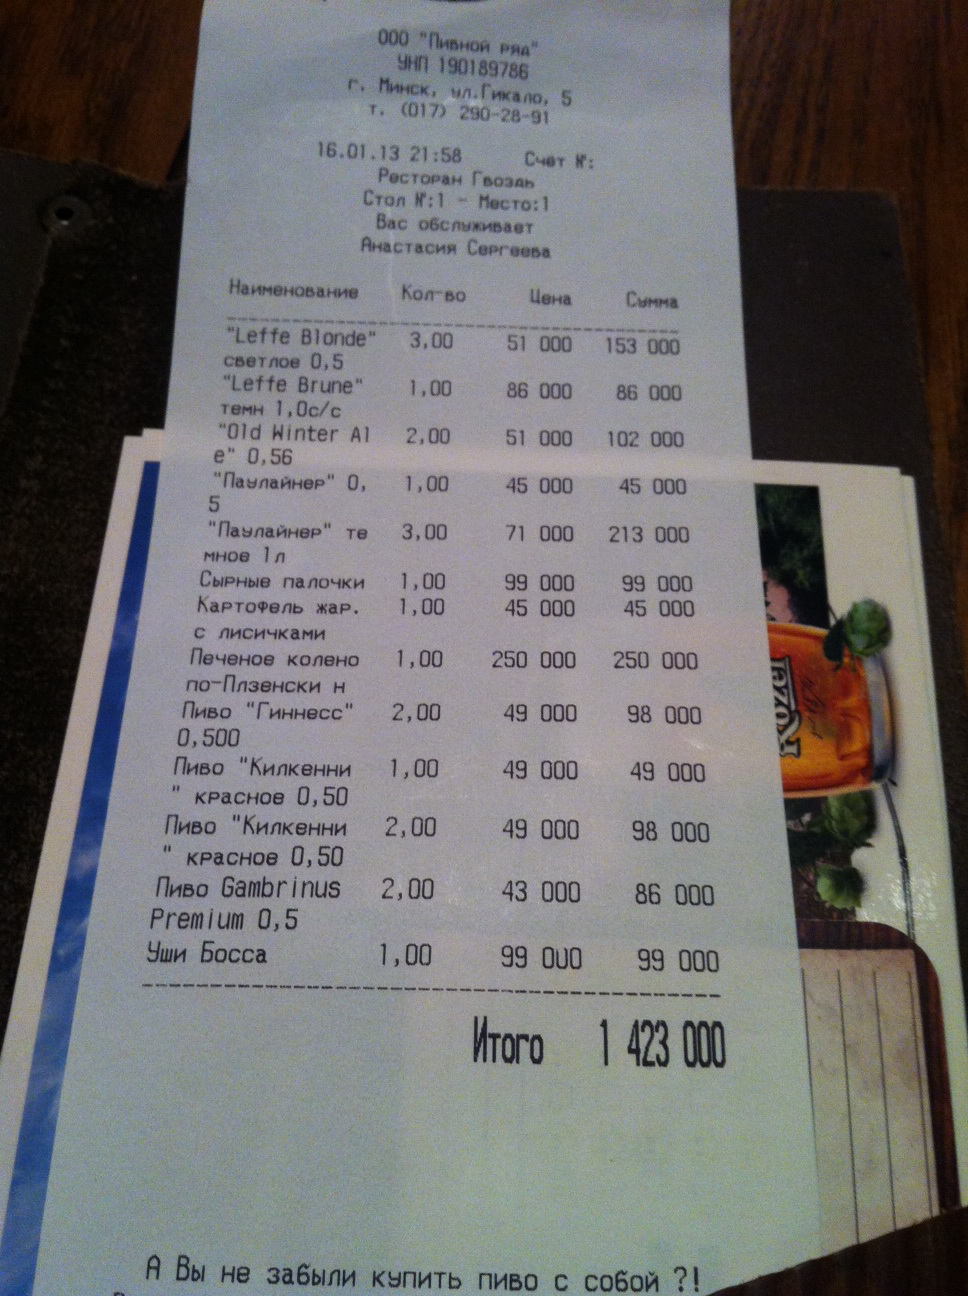 ООО "Пивной ряд"
УНП 190189786
г. Минск, ул.Гикало, 5
т. (017) 290-28-91
16.01.13 21:58 Счет №:
Ресторан Гвоздь
Стол №:1 - Место:1
Вас обслуживает
Анастасия Сергеева
Наименование Кол-во Цена Сумма
"Leffe Blonde" 3,00 51 000 153 000
светлое 0,5
"Leffe Brune" 1,00 86 000 86 000
темн 1,0с/с
"Old Winter Al 2,00 51 000 102 000
e" 0,56
"Паулайнер" 0, 1,00 45 000 45 000
5
"Паулайнер" те 3,00 71 000 213 000
мное 1л
Сырные палочки 1,00 99 000 99 000
Картофель жар. 1,00 45 000 45 000
с лисичками
Печеное колено 1,00 250 000 250 000
по-Плзенски н
Пиво "Гиннесс" 2,00 49 000 98 000
0,500
Пиво "Килкенни 1,00 49 000 49 000
" красное 0,50
Пиво "Килкенни 2,00 49 000 98 000
" красное 0,50
Пиво Gambrinus 2,00 43 000 86 000
Premium 0,5
Уши Босса 1,00 99 000 99 000
Итого 1 423 000
А Вы не забыли купить пиво с собой ?!
Kozel